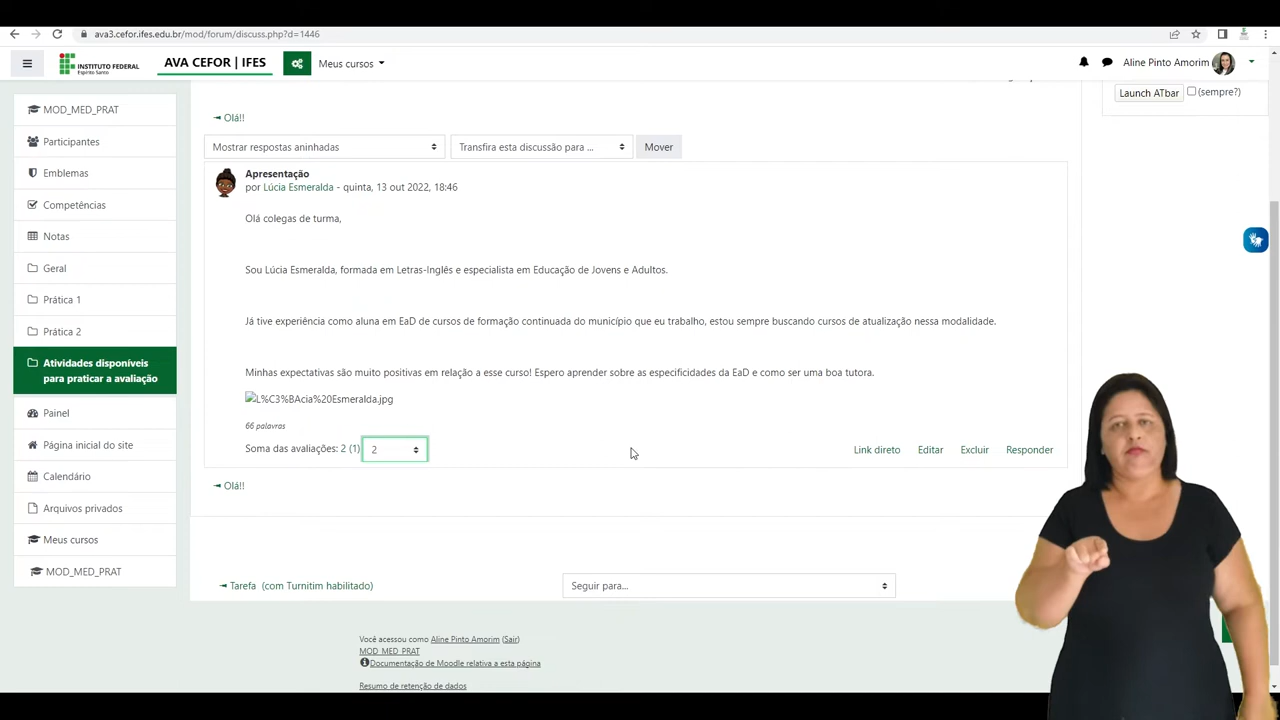 ava3.cefor.ifes.edu.br/mod/forum/discuss.php?d=1446
INSTITUTO FEDERAL
Espírito Santo
AVA CEFOR | IFES
Meus cursos
Aline Pinto Amorim
MOD_MED_PRAT
Participantes
Emblemas
Competências
Notas
Geral
Prática 1
Prática 2
Atividades disponíveis
para praticar a avaliação
Painel
Página inicial do site
Calendário
Arquivos privados
Meus cursos
MOD_MED_PRAT
Launch ATbar (sempre?)
◄ Olá!!
Mostrar respostas aninhadas
Transfira esta discussão para ...
Mover
Apresentação
por Lúcia Esmeralda - quinta, 13 out 2022, 18:46
Olá colegas de turma,
Sou Lúcia Esmeralda, formada em Letras-Inglês e especialista em Educação de Jovens e Adultos.
Já tive experiência como aluna em EaD de cursos de formação continuada do município que eu trabalho, estou sempre buscando cursos de atualização nessa modalidade.
Minhas expectativas são muito positivas em relação a esse curso! Espero aprender sobre as especificidades da EaD e como ser uma boa tutora.
L%C3%BAcia%20Esmeralda.jpg
66 palavras
Soma das avaliações: 2 (1) 2
Link direto Editar Excluir Responder
◄ Olá!!
◄ Tarefa (com Turnitim habilitado)
Seguir para...
Você acessou como Aline Pinto Amorim (Sair)
MOD_MED_PRAT
Documentação de Moodle relativa a esta página
Resumo de retenção de dados